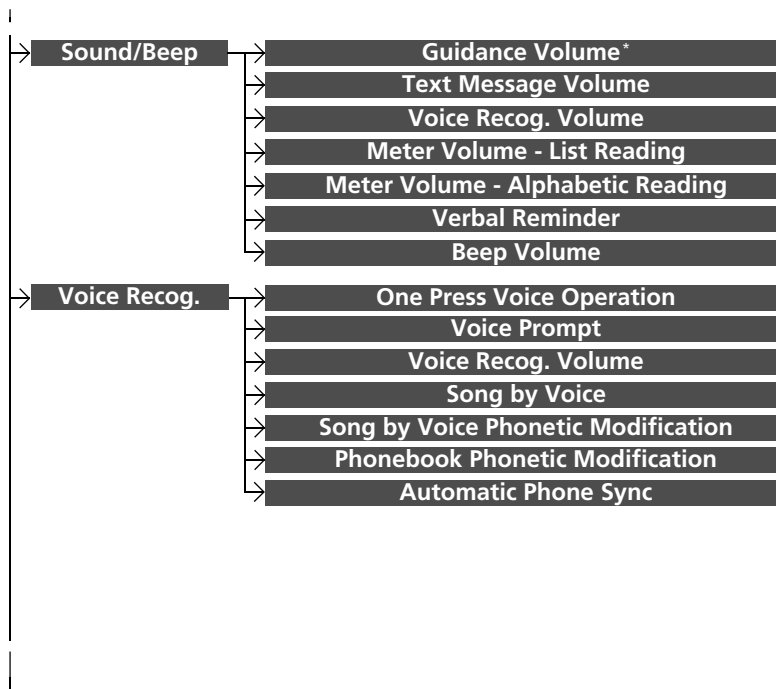 Sound/Beep
Guidance Volume*
Text Message Volume
Voice Recog. Volume
Meter Volume - List Reading
Meter Volume - Alphabetic Reading
Verbal Reminder
Beep Volume
Voice Recog.
One Press Voice Operation
Voice Prompt
Voice Recog. Volume
Song by Voice
Song by Voice Phonetic Modification
Phonebook Phonetic Modification
Automatic Phone Sync